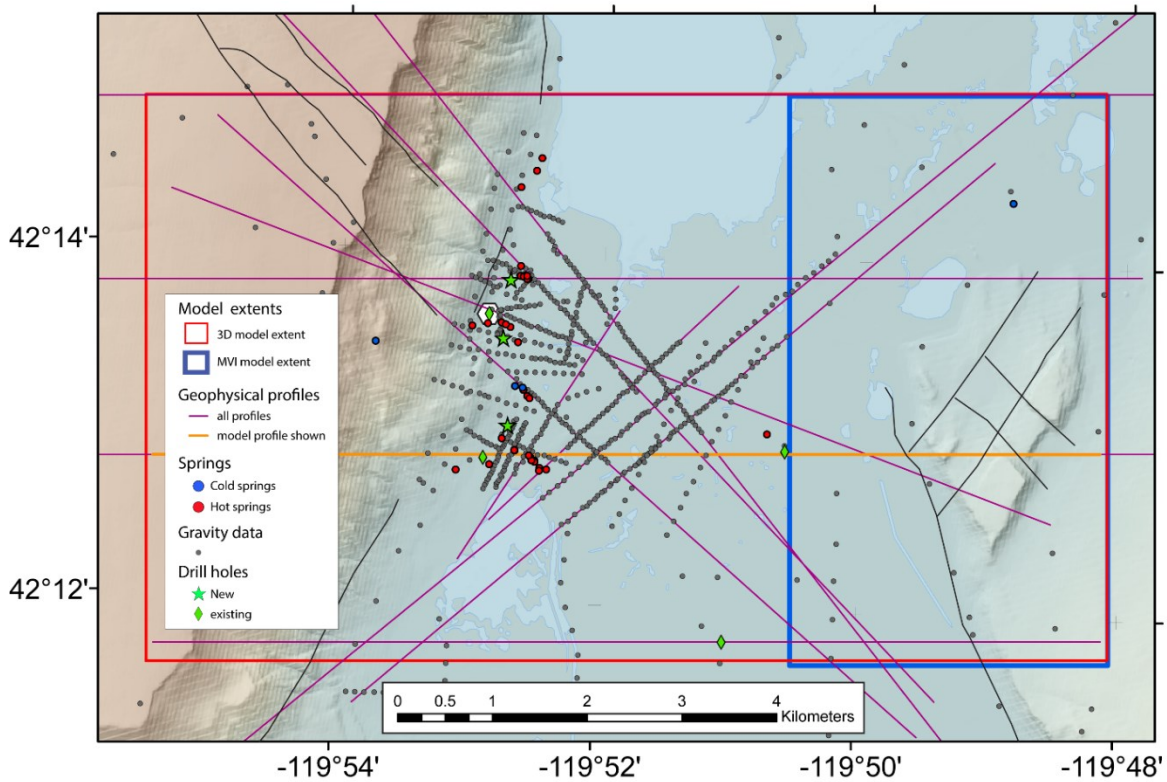 42°14'
42°12'
Model extents
3D model extent
MVI model extent
Geophysical profiles
all profiles
model profile shown
Springs
Cold springs
Hot springs
Gravity data
Drill holes
New
existing
0 0.5 1 2 3 4
Kilometers
-119°54' -119°52' -119°50' -119°48'